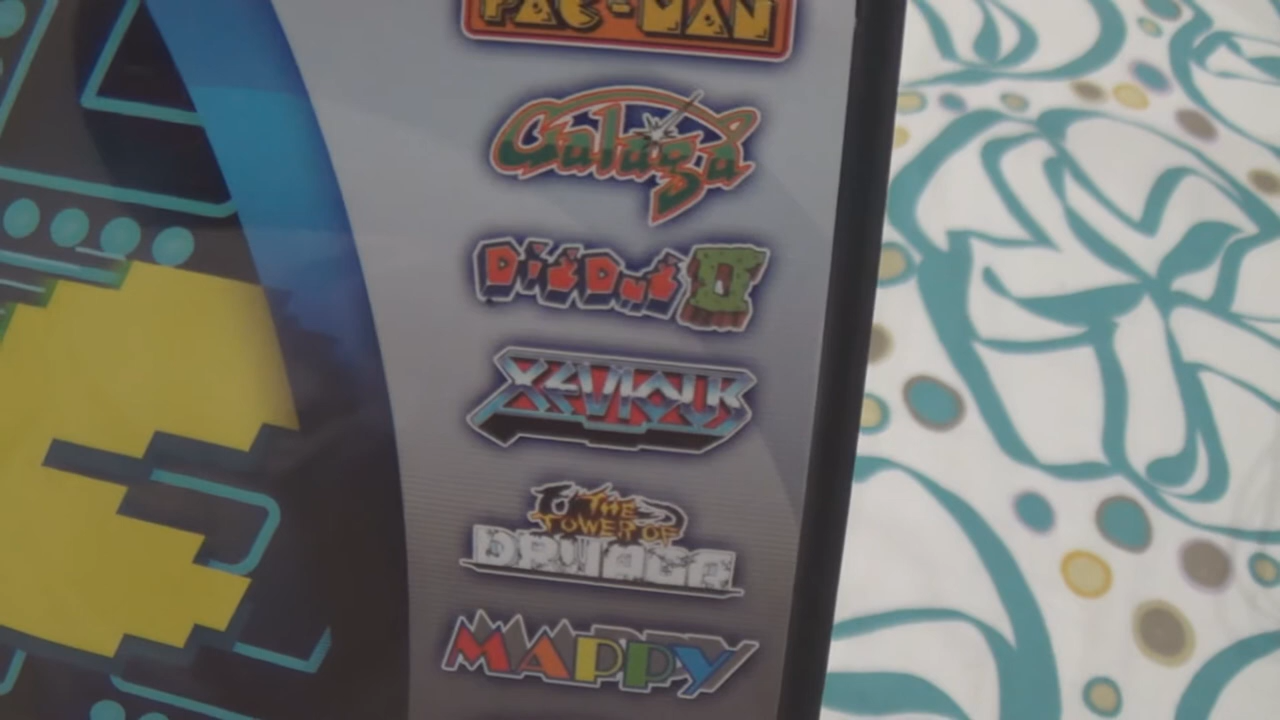 PAC-MAN
Galaga
DIG DUG II
XEVIOUS
THE
TOWER OF
DRUAGA
MAPPY